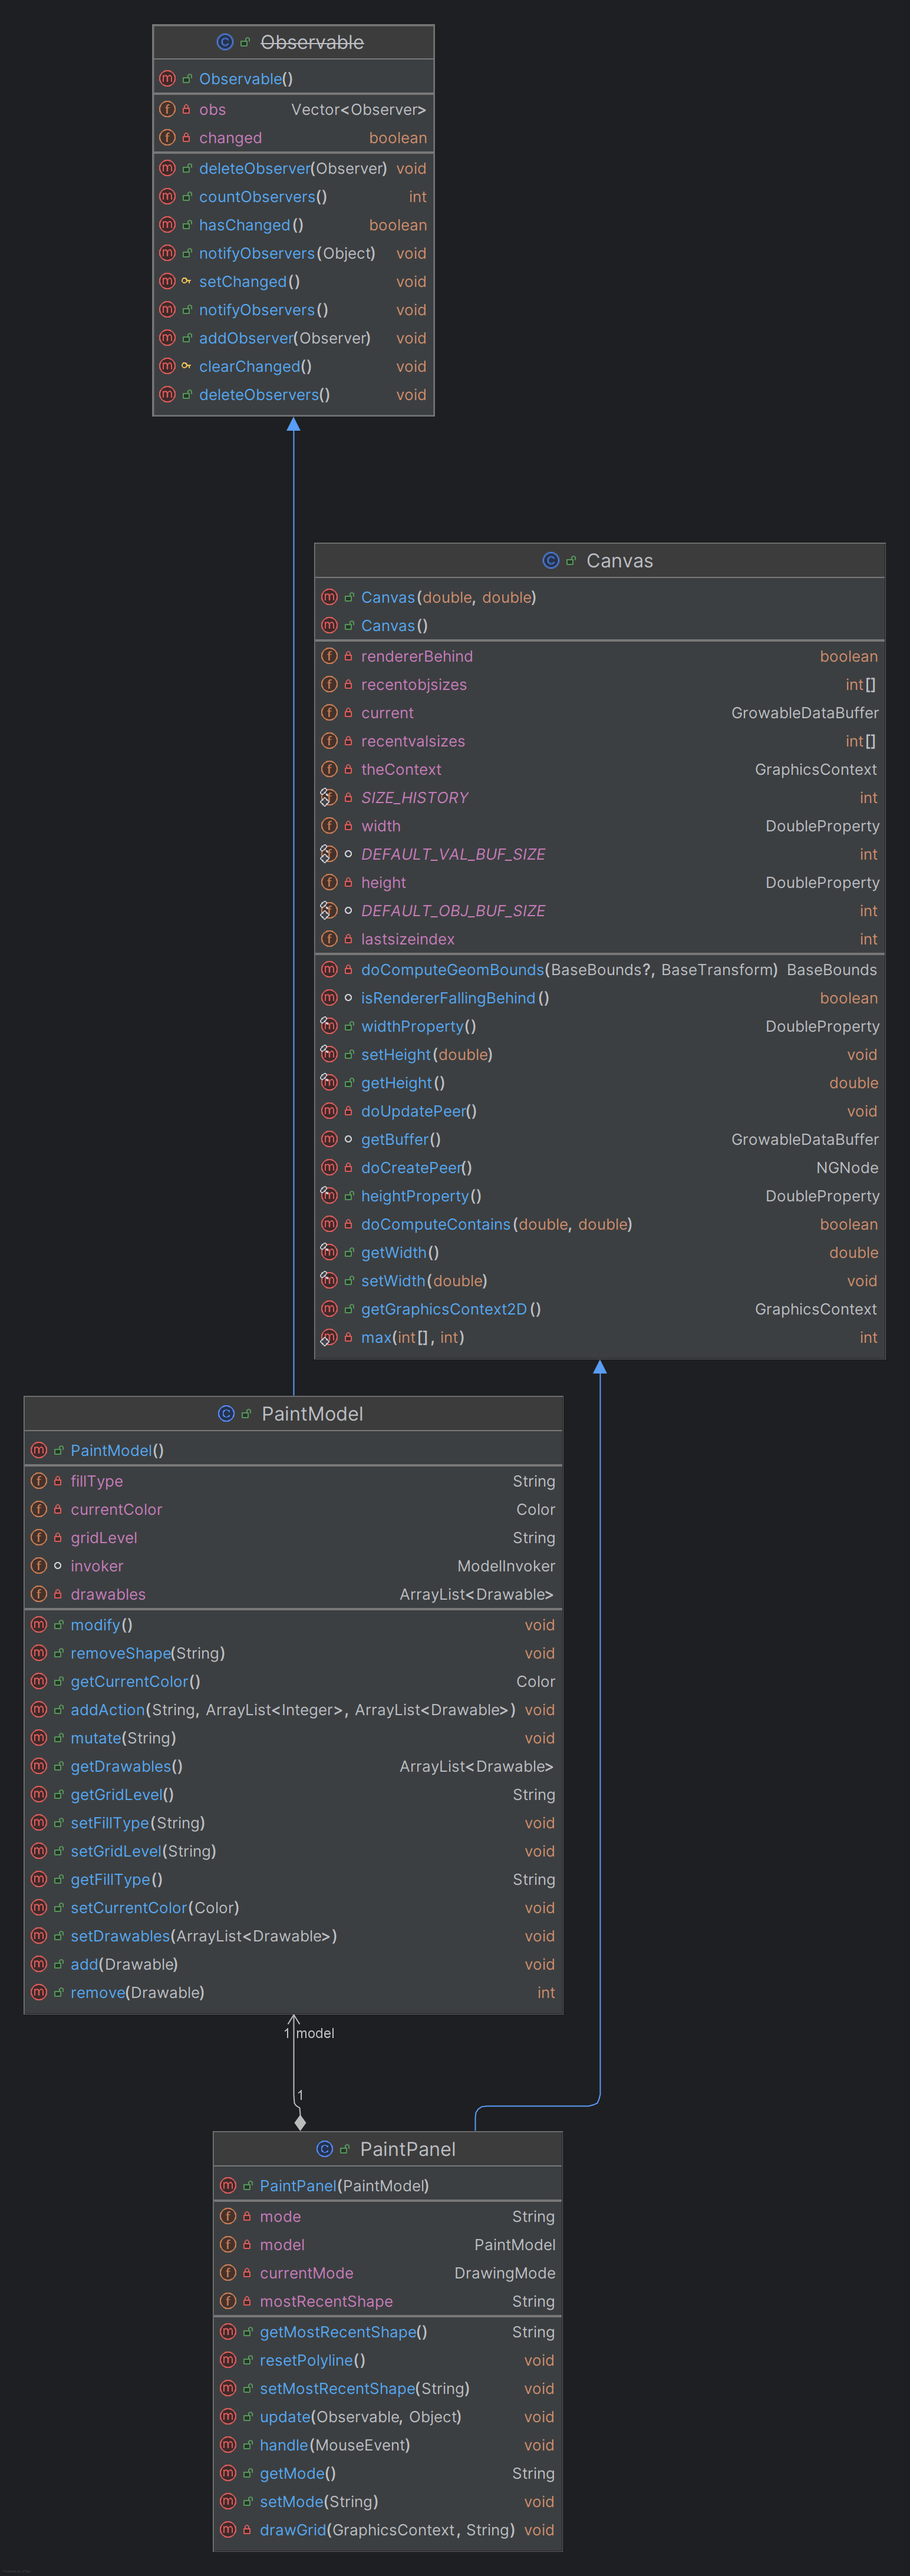 Observable
Observable()
obs Vector<Observer>
changed boolean
deleteObserver(Observer) void
countObservers() int
hasChanged() boolean
notifyObservers(Object) void
setChanged() void
notifyObservers() void
addObserver(Observer) void
clearChanged() void
deleteObservers() void
Canvas
Canvas(double, double)
Canvas()
rendererBehind boolean
recentobjsizes int[]
current GrowableDataBuffer
recentvalsizes int[]
theContext GraphicsContext
SIZE_HISTORY int
width DoubleProperty
DEFAULT_VAL_BUF_SIZE int
height DoubleProperty
DEFAULT_OBJ_BUF_SIZE int
lastsizeindex int
doComputeGeomBounds(BaseBounds?, BaseTransform) BaseBounds
isRendererFallingBehind() boolean
widthProperty() DoubleProperty
setHeight(double) void
getHeight() double
doUpdatePeer() void
getBuffer() GrowableDataBuffer
doCreatePeer() NGNode
heightProperty() DoubleProperty
doComputeContains(double, double) boolean
getWidth() double
setWidth(double) void
getGraphicsContext2D() GraphicsContext
max(int[], int) int
PaintModel
PaintModel()
fillType String
currentColor Color
gridLevel String
invoker ModelInvoker
drawables ArrayList<Drawable>
modify() void
removeShape(String) void
getCurrentColor() Color
addAction(String, ArrayList<Integer>, ArrayList<Drawable>) void
mutate(String) void
getDrawables() ArrayList<Drawable>
getGridLevel() String
setFillType(String) void
setGridLevel(String) void
getFillType() String
setCurrentColor(Color) void
setDrawables(ArrayList<Drawable>) void
add(Drawable) void
remove(Drawable) int
1 model
1
PaintPanel
PaintPanel(PaintModel)
mode String
model PaintModel
currentMode DrawingMode
mostRecentShape String
getMostRecentShape() String
resetPolyline() void
setMostRecentShape(String) void
update(Observable, Object) void
handle(MouseEvent) void
getMode() String
setMode(String) void
drawGrid(GraphicsContext, String) void